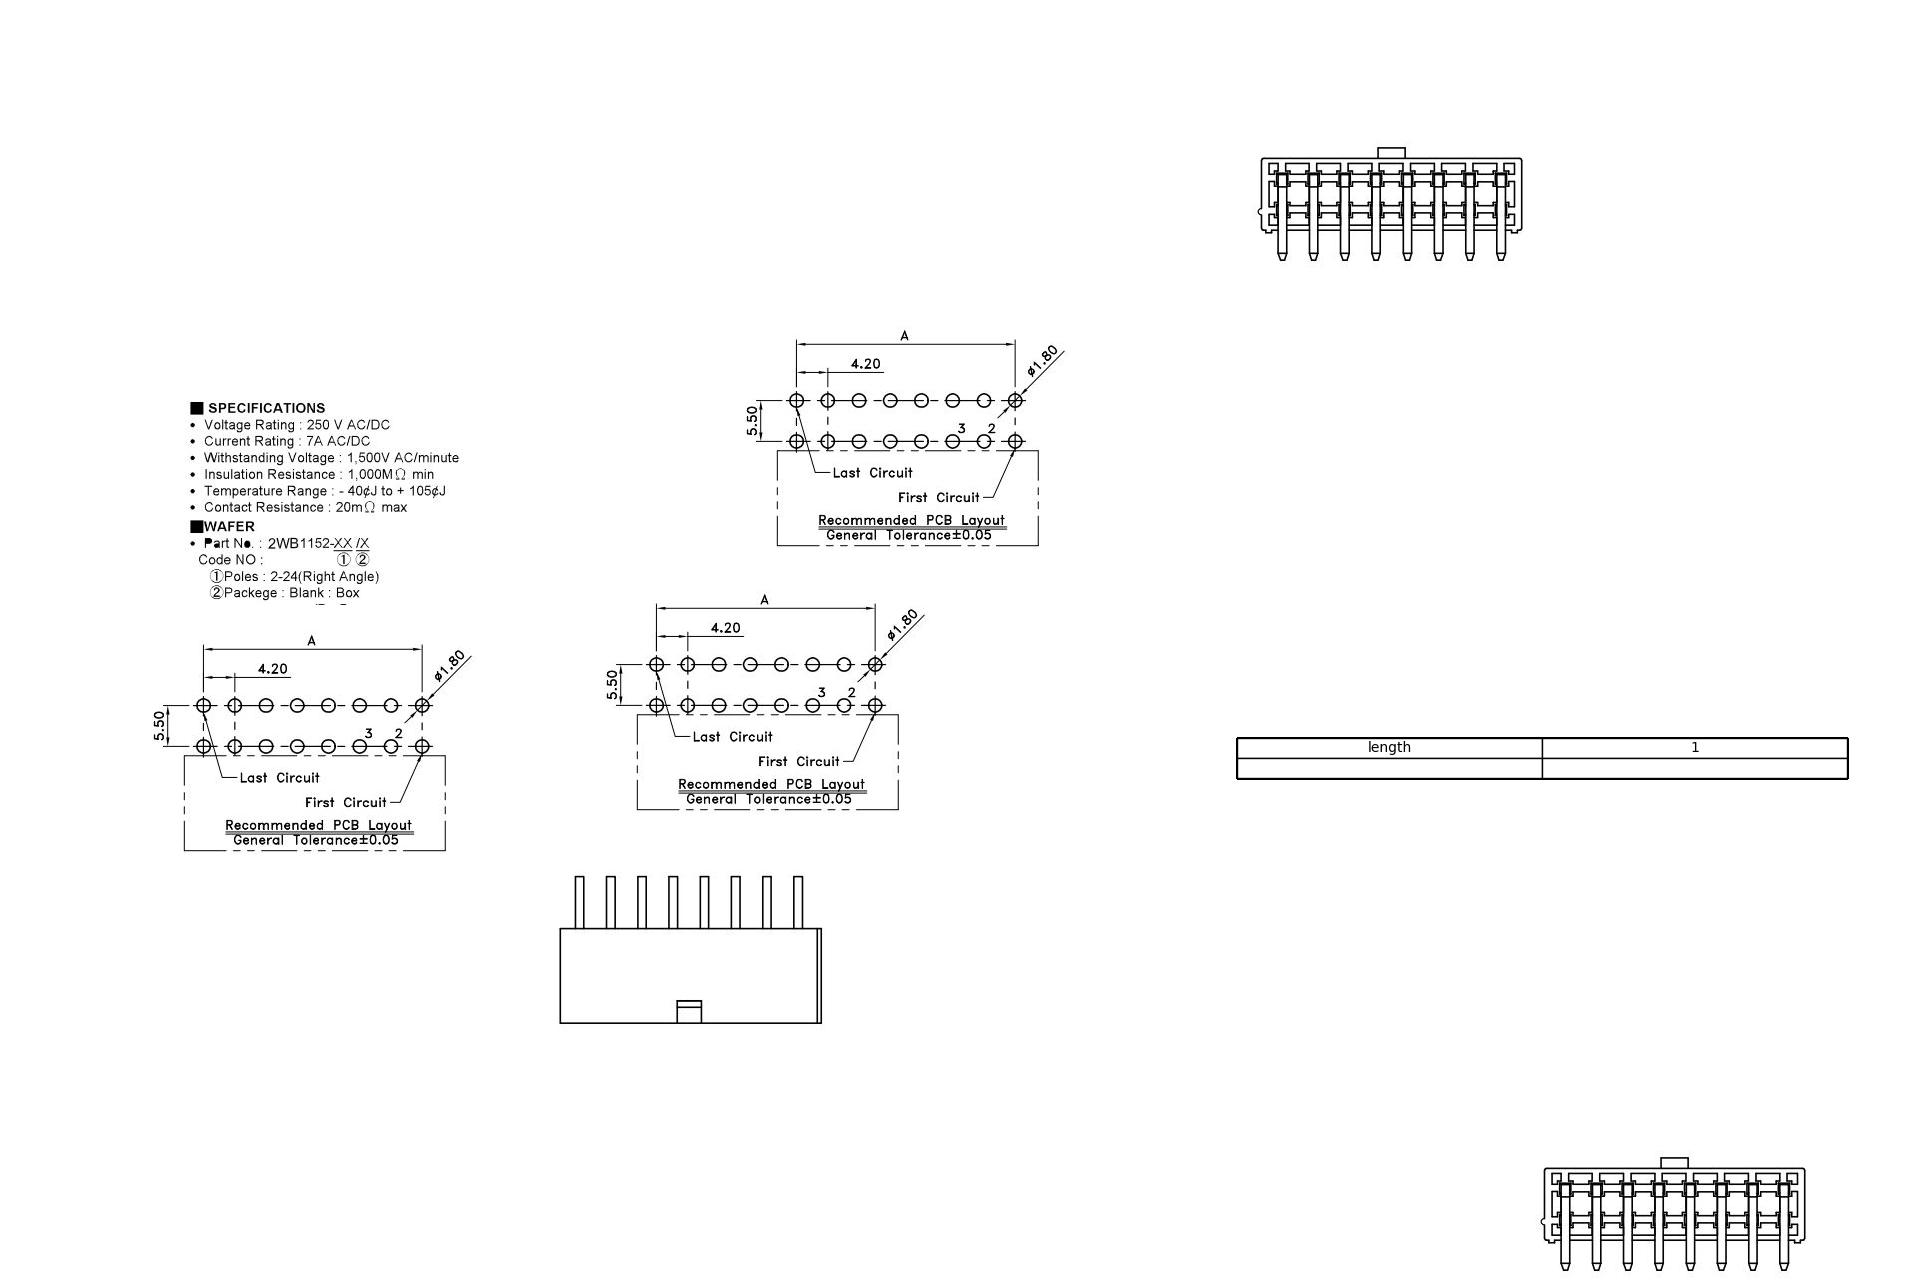 A
4.20
ø1.80
5.50
3
2
Last Circuit
First Circuit
Recommended PCB Layout
General Tolerance±0.05
■ SPECIFICATIONS
• Voltage Rating : 250 V AC/DC
• Current Rating : 7A AC/DC
• Withstanding Voltage : 1,500V AC/minute
• Insulation Resistance : 1,000MΩ min
• Temperature Range : - 40¢J to + 105¢J
• Contact Resistance : 20mΩ max
■WAFER
• Part No. : 2WB1152-XX /X
Code NO : ① ②
①Poles : 2-24(Right Angle)
②Packege : Blank : Box
A
4.20
ø1.80
5.50
3
2
Last Circuit
First Circuit
Recommended PCB Layout
General Tolerance±0.05
A
4.20
ø1.80
5.50
3
2
Last Circuit
First Circuit
Recommended PCB Layout
General Tolerance±0.05
length 1